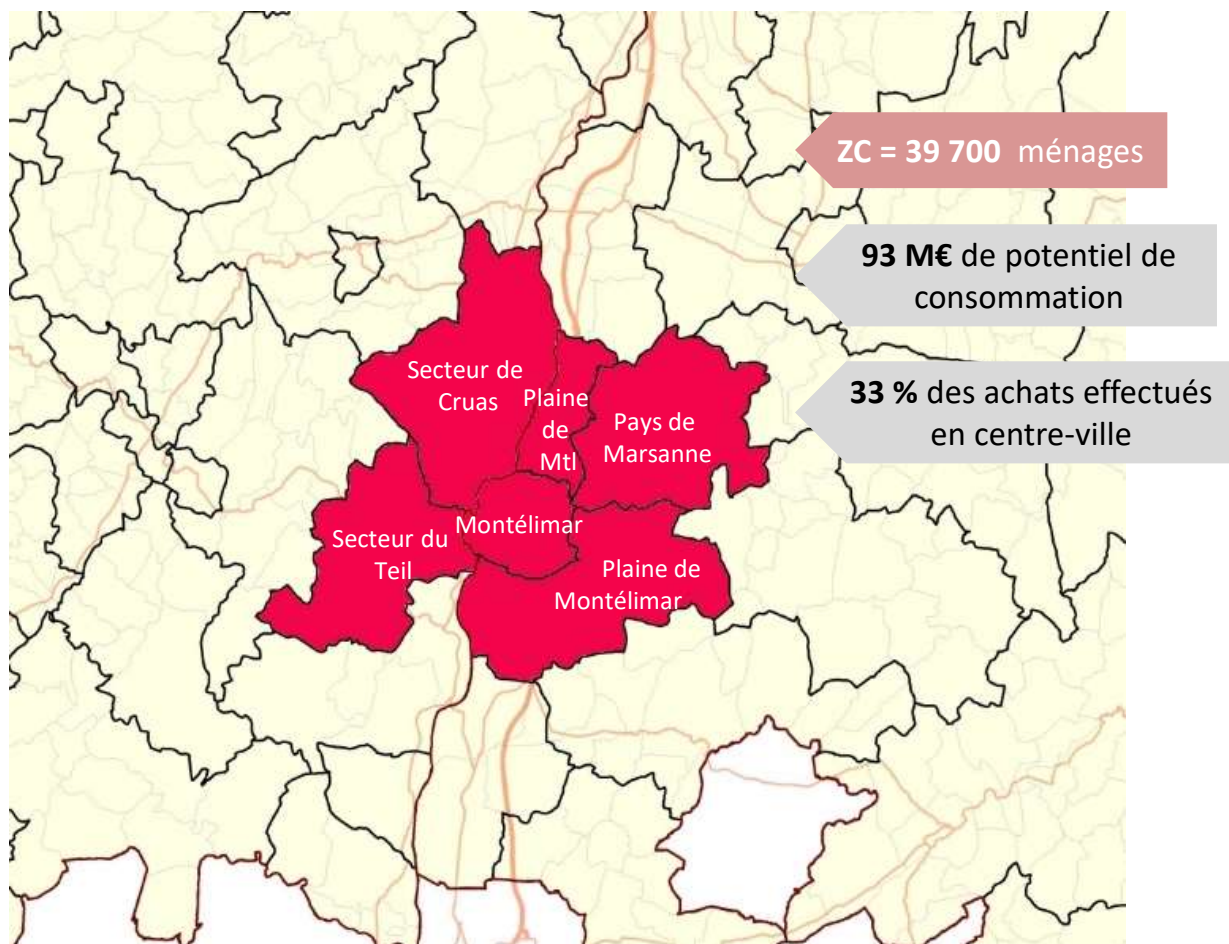 ZC = 39 700 ménages
93 M€ de potentiel de
consommation
33 % des achats effectués
en centre-ville
Secteur de
Cruas
Plaine
de
Mtl
Pays de
Marsanne
Montélimar
Secteur du
Teil
Plaine de
Montélimar